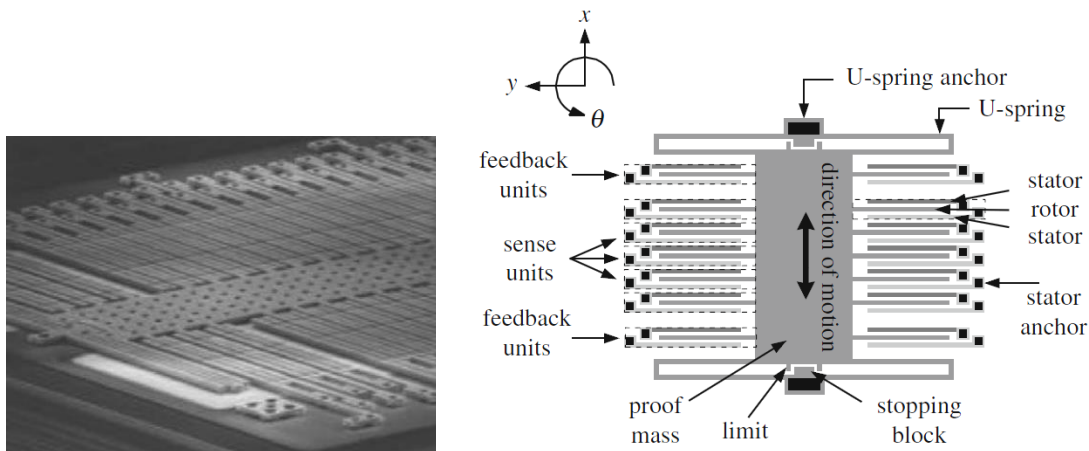 x
y
θ
U-spring anchor
U-spring
feedback
units
sense
units
feedback
units
direction of motion
stator
rotor
stator
stator
anchor
proof
mass
limit
stopping
block